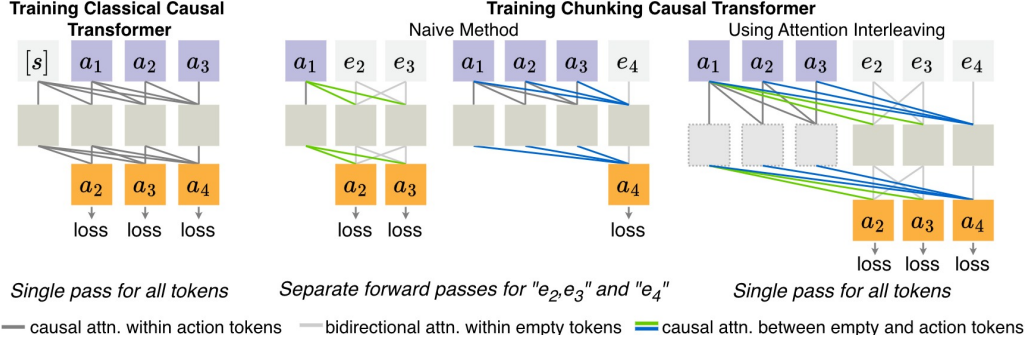 Training Classical Causal
Transformer
[s] a1 a2 a3
a2 a3 a4
loss loss loss
Single pass for all tokens
Training Chunking Causal Transformer
Naive Method
a1 e2 e3 a1 a2 a3 e4
a2 a3 a4
loss loss loss
Separate forward passes for "e2,e3" and "e4"
Using Attention Interleaving
a1 a2 a3 e2 e3 e4
a2 a3 a4
loss loss loss
Single pass for all tokens
causal attn. within action tokens bidirectional attn. within empty tokens causal attn. between empty and action tokens